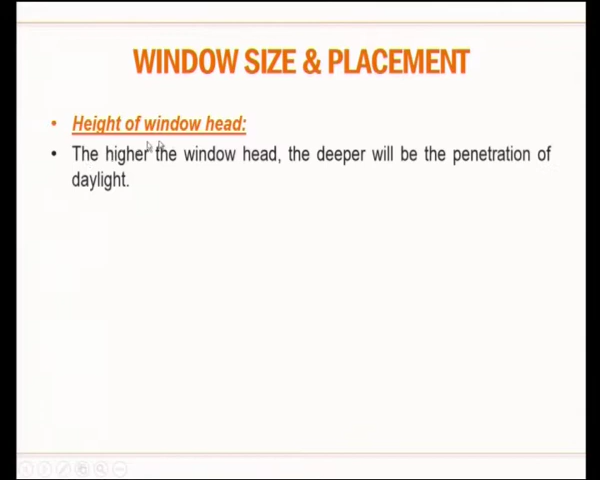 WINDOW SIZE & PLACEMENT
• Height of window head:
• The higher the window head, the deeper will be the penetration of
daylight.